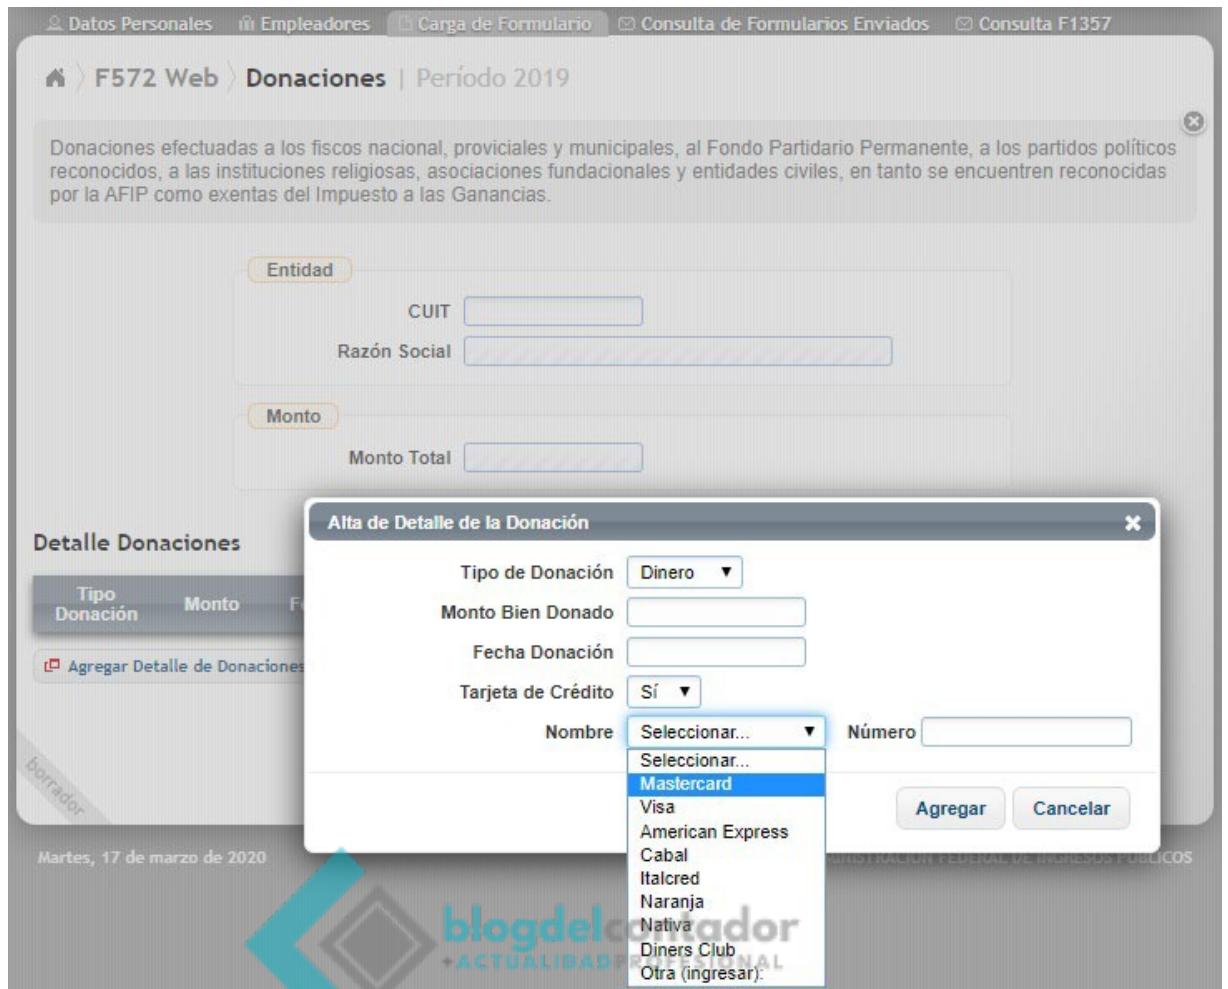 Datos Personales Empleadores Carga de Formulario Consulta de Formularios Enviados Consulta F1357
F572 Web Donaciones | Período 2019
Donaciones efectuadas a los fiscos nacional, proviciales y municipales, al Fondo Partidario Permanente, a los partidos políticos
reconocidos, a las instituciones religiosas, asociaciones fundacionales y entidades civiles, en tanto se encuentren reconocidas
por la AFIP como exentas del Impuesto a las Ganancias.
Entidad
CUIT
Razón Social
Monto
Monto Total
Detalle Donaciones
Tipo
Donación
Monto
Agregar Detalle de Donaciones
borrador
Alta de Detalle de la Donación
Tipo de Donación Dinero
Monto Bien Donado
Fecha Donación
Tarjeta de Crédito Sí
Nombre Seleccionar... Número
Seleccionar...
Mastercard
Visa
American Express
Cabal
Italcred
Naranja
Nativa
Diners Club
Otra (ingresar):
Agregar Cancelar
Martes, 17 de marzo de 2020
FEDERAL DE INGRESOS PÚBLICOS
blogdelcontador
+ACTUALIDADPROFESIONAL